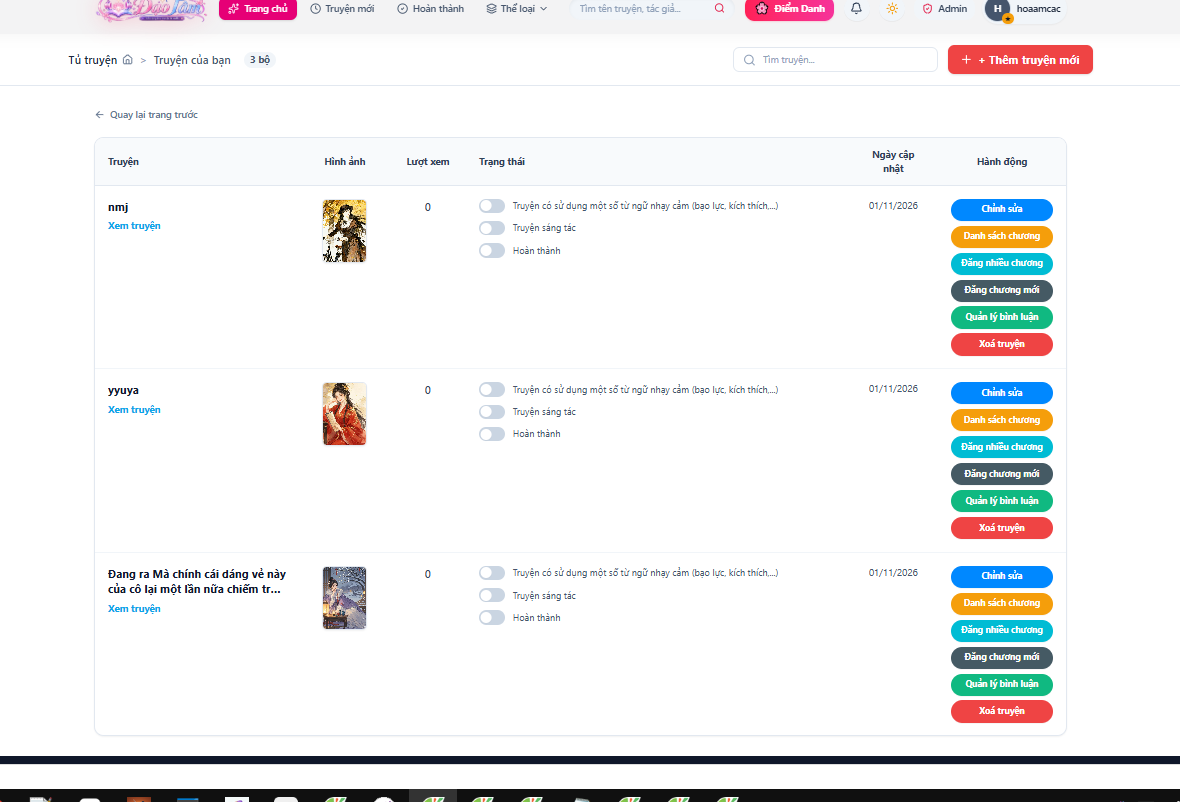 Đào Tiên
Trang chủ
Truyện mới
Hoàn thành
Thể loại
Tìm tên truyện, tác giả...
Điểm Danh
Admin
H
hoaamcac
Tủ truyện > Truyện của bạn 3 bộ
Tìm truyện...
+ + Thêm truyện mới
← Quay lại trang trước
Truyện
Hình ảnh
Lượt xem
Trạng thái
Ngày cập
nhật
Hành động
nmj
Xem truyện
0
Truyện có sử dụng một số từ ngữ nhạy cảm (bạo lực, kích thích,...)
Truyện sáng tác
Hoàn thành
01/11/2026
Chỉnh sửa
Danh sách chương
Đăng nhiều chương
Đăng chương mới
Quản lý bình luận
Xoá truyện
yyuya
Xem truyện
0
Truyện có sử dụng một số từ ngữ nhạy cảm (bạo lực, kích thích,...)
Truyện sáng tác
Hoàn thành
01/11/2026
Chỉnh sửa
Danh sách chương
Đăng nhiều chương
Đăng chương mới
Quản lý bình luận
Xoá truyện
Đang ra Mà chính cái dáng vẻ này
của cô lại một lần nữa chiếm tr...
Xem truyện
0
Truyện có sử dụng một số từ ngữ nhạy cảm (bạo lực, kích thích,...)
Truyện sáng tác
Hoàn thành
01/11/2026
Chỉnh sửa
Danh sách chương
Đăng nhiều chương
Đăng chương mới
Quản lý bình luận
Xoá truyện